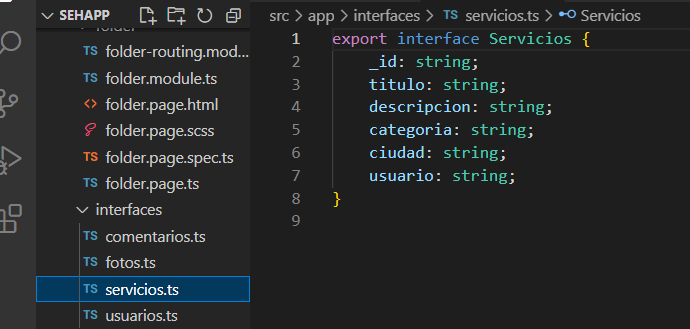 SEHAPP
folder
folder-routing.mod...
TS folder.module.ts
<> folder.page.html
folder.page.scss
TS folder.page.spec.ts
TS folder.page.ts
interfaces
TS comentarios.ts
TS fotos.ts
TS servicios.ts
TS usuarios.ts
src > app > interfaces > TS servicios.ts > Servicios
1 export interface Servicios {
2 _id: string;
3 titulo: string;
4 descripcion: string;
5 categoria: string;
6 ciudad: string;
7 usuario: string;
8 }
9